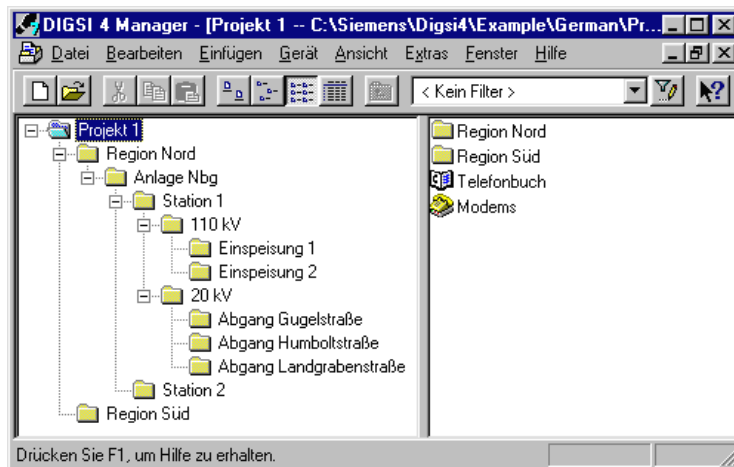 DIGSI 4 Manager - [Projekt 1 -- C:\Siemens\Digsi4\Example\German\Pr...
Datei Bearbeiten Einfügen Gerät Ansicht Extras Fenster Hilfe
< Kein Filter >
Projekt 1
Region Nord
Anlage Nbg
Station 1
110 kV
Einspeisung 1
Einspeisung 2
20 kV
Abgang Gugelstraße
Abgang Humboltstraße
Abgang Landgrabenstraße
Station 2
Region Süd
Region Nord
Region Süd
Telefonbuch
Modems
Drücken Sie F1, um Hilfe zu erhalten.